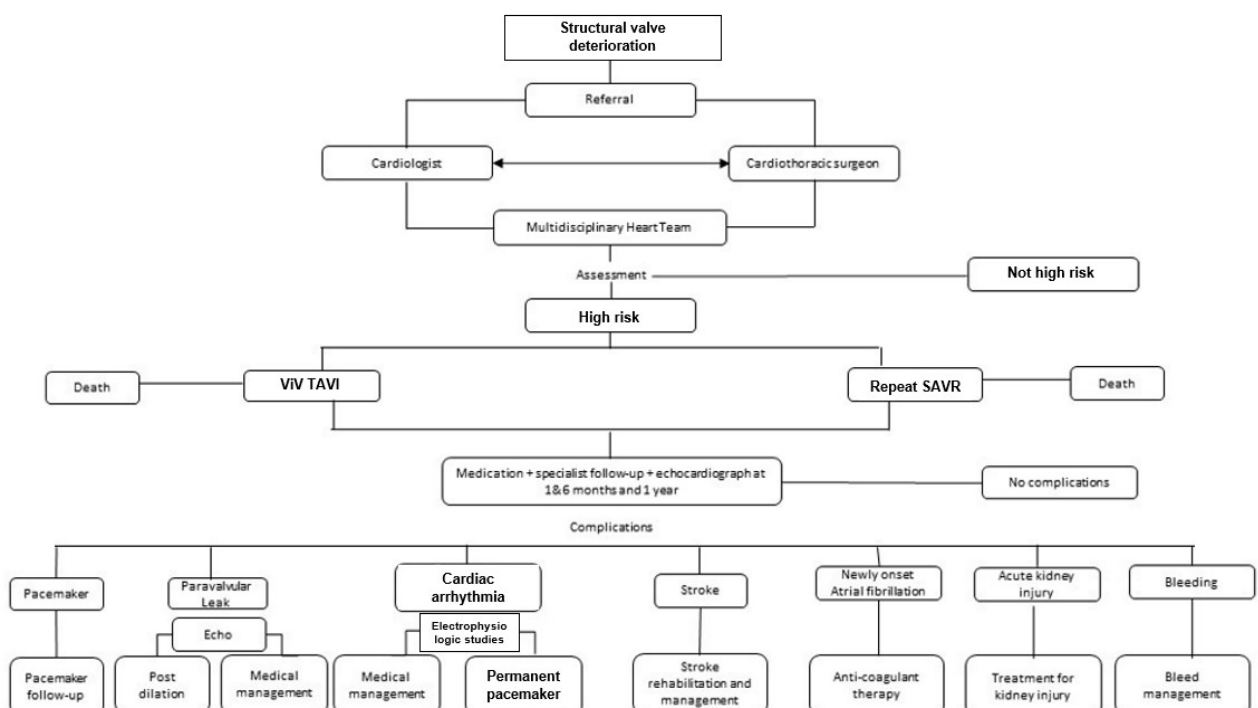 Structural valve
deterioration
Referral
Cardiologist
Cardiothoracic surgeon
Multidisciplinary Heart Team
Assessment
Not high risk
High risk
Death
ViV TAVI
Repeat SAVR
Death
Medication + specialist follow-up + echocardiograph at
1&6 months and 1 year
No complications
Complications
Pacemaker
Paravalvular
Leak
Cardiac
arrhythmia
Stroke
Newly onset
Atrial fibrillation
Acute kidney
injury
Bleeding
Echo
Electrophysio
logic studies
Pacemaker
follow-up
Post
dilation
Medical
management
Medical
management
Permanent
pacemaker
Stroke
rehabilitation and
management
Anti-coagulant
therapy
Treatment for
kidney injury
Bleed
management